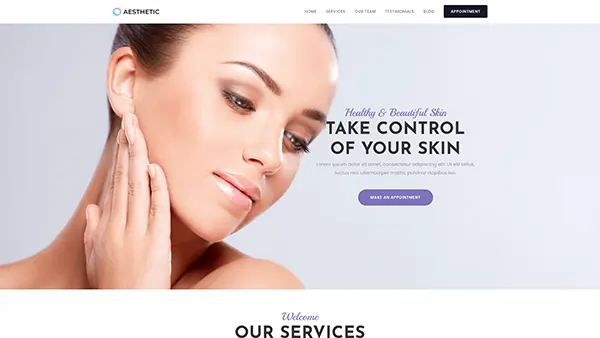 AESTHETIC
HOME SERVICES OUR TEAM TESTIMONIALS BLOG APPOINTMENT
Healthy & Beautiful Skin
TAKE CONTROL
OF YOUR SKIN
Lorem ipsum dolor sit amet, consectetur adipiscing elit. Ut elit tellus,
luctus nec ullamcorper mattis, pulvinar dapibus leo.
MAKE AN APPOINTMENT
Welcome
OUR SERVICES